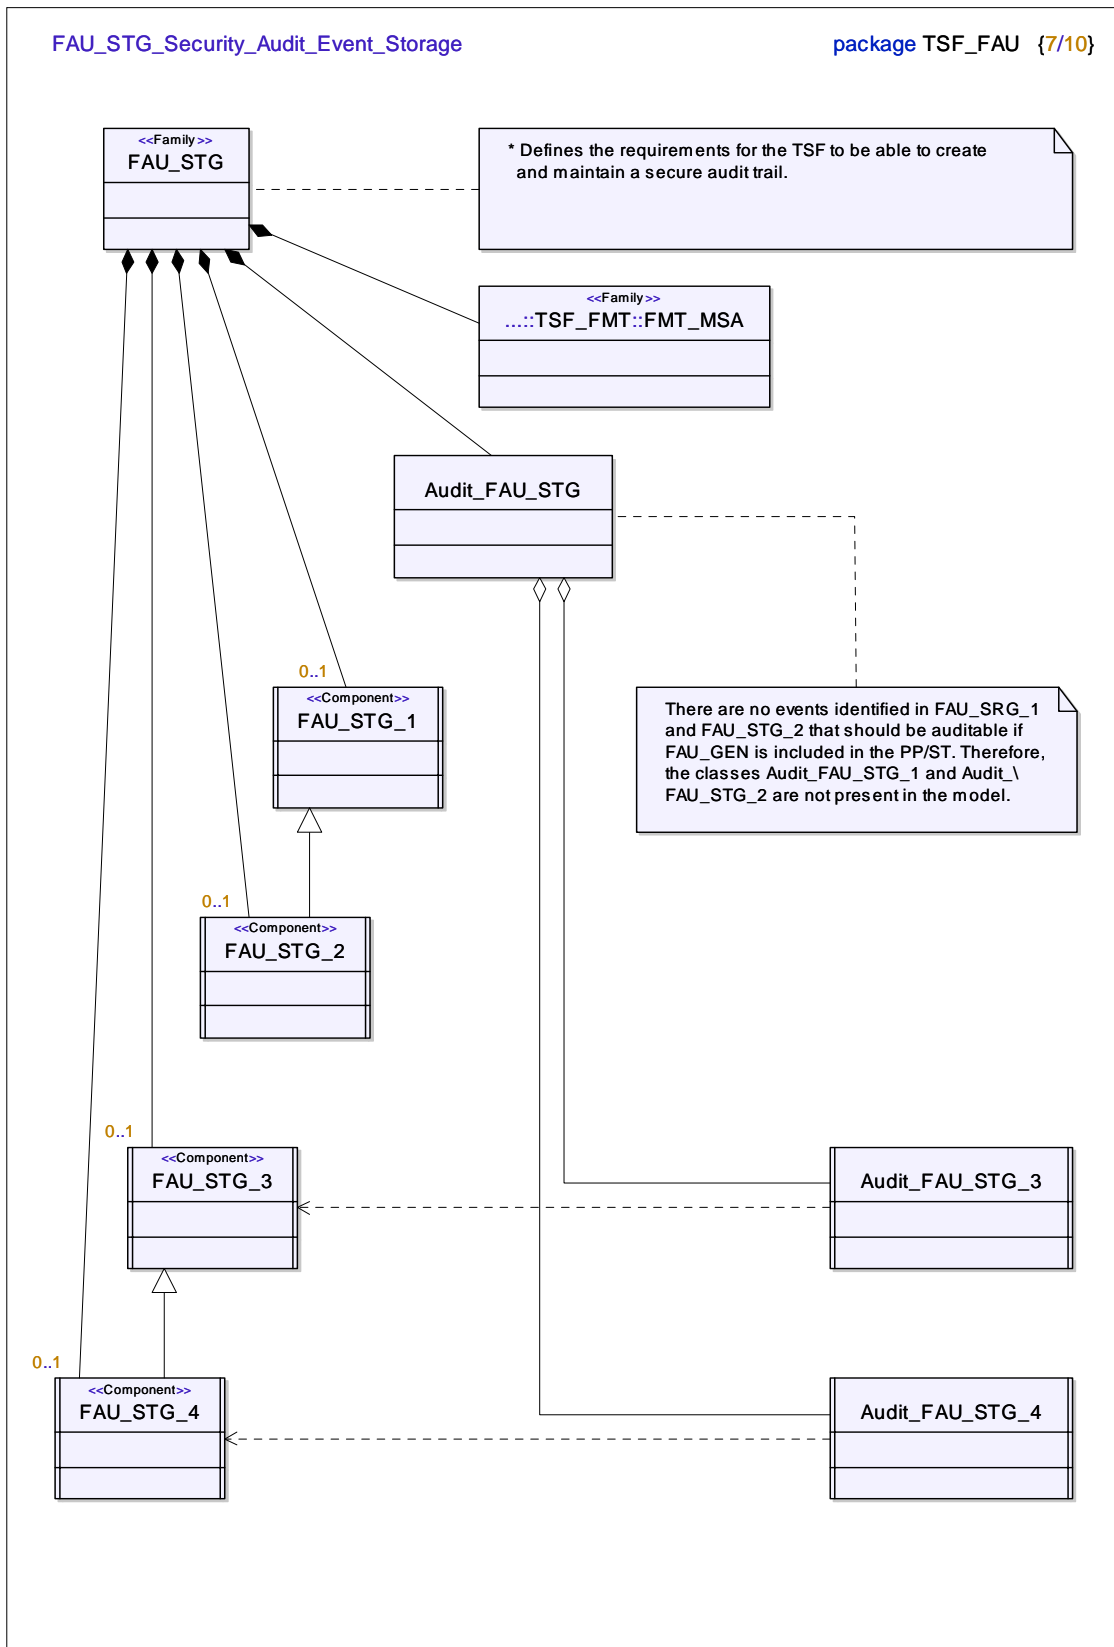 FAU_STG_Security_Audit_Event_Storage
package TSF_FAU {7/10}
<<Family>>
FAU_STG
* Defines the requirements for the TSF to be able to create
and maintain a secure audit trail.
<<Family>>
...::TSF_FMT::FMT_MSA
Audit_FAU_STG
0..1
<<Component>>
FAU_STG_1
There are no events identified in FAU_SRG_1
and FAU_STG_2 that should be auditable if
FAU_GEN is included in the PP/ST. Therefore,
the classes Audit_FAU_STG_1 and Audit_\
FAU_STG_2 are not present in the model.
0..1
<<Component>>
FAU_STG_2
0..1
<<Component>>
FAU_STG_3
Audit_FAU_STG_3
0..1
<<Component>>
FAU_STG_4
Audit_FAU_STG_4